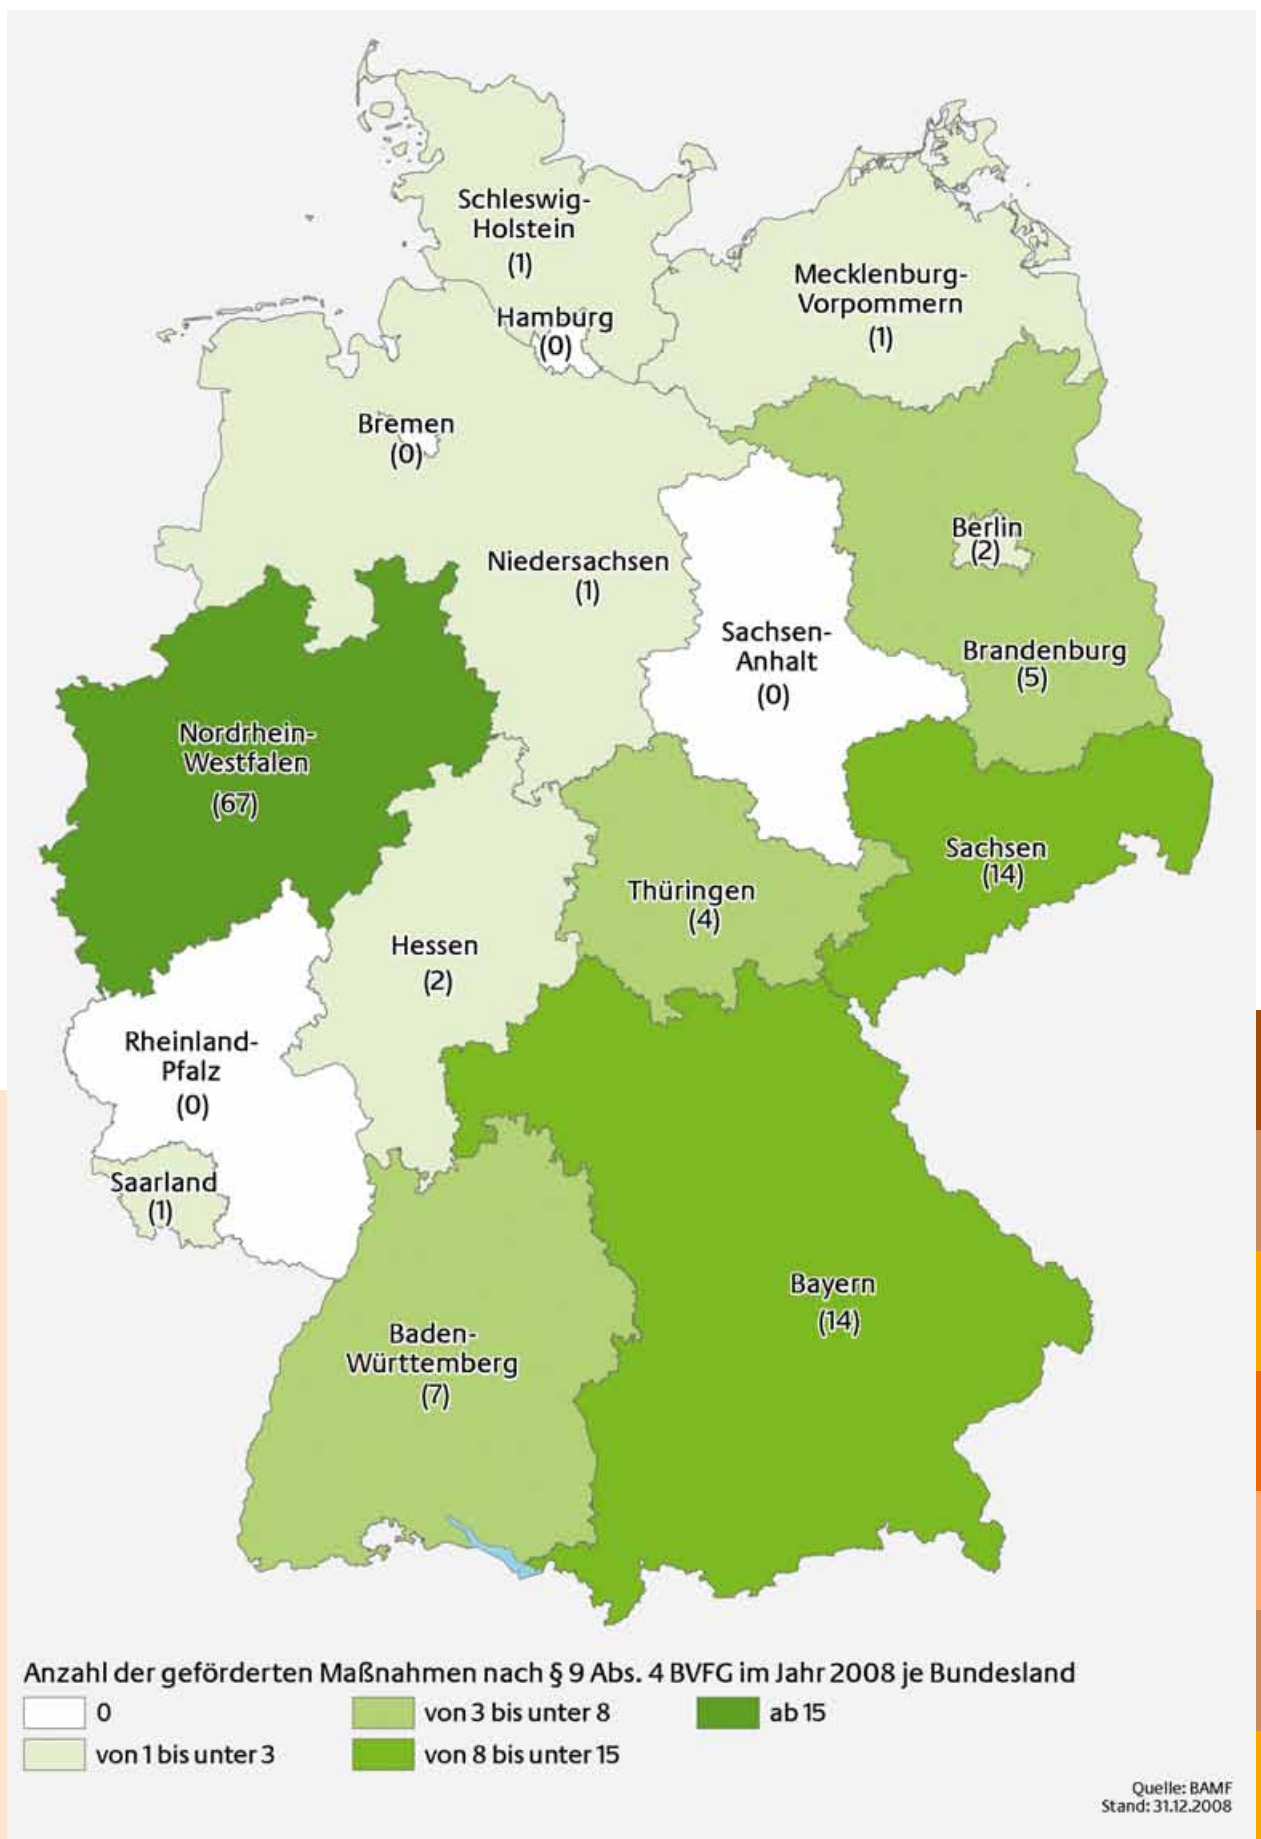 Schleswig-
Holstein
(1)
Mecklenburg-
Vorpommern
(1)
Hamburg
(0)
Bremen
(0)
Berlin
(2)
Niedersachsen
(1)
Sachsen-
Anhalt
(0)
Brandenburg
(5)
Nordrhein-
Westfalen
(67)
Sachsen
(14)
Thüringen
(4)
Hessen
(2)
Rheinland-
Pfalz
(0)
Saarland
(1)
Bayern
(14)
Baden-
Württemberg
(7)
Anzahl der geförderten Maßnahmen nach § 9 Abs. 4 BVFG im Jahr 2008 je Bundesland
0
von 3 bis unter 8
ab 15
von 1 bis unter 3
von 8 bis unter 15
Quelle: BAMF
Stand: 31.12.2008